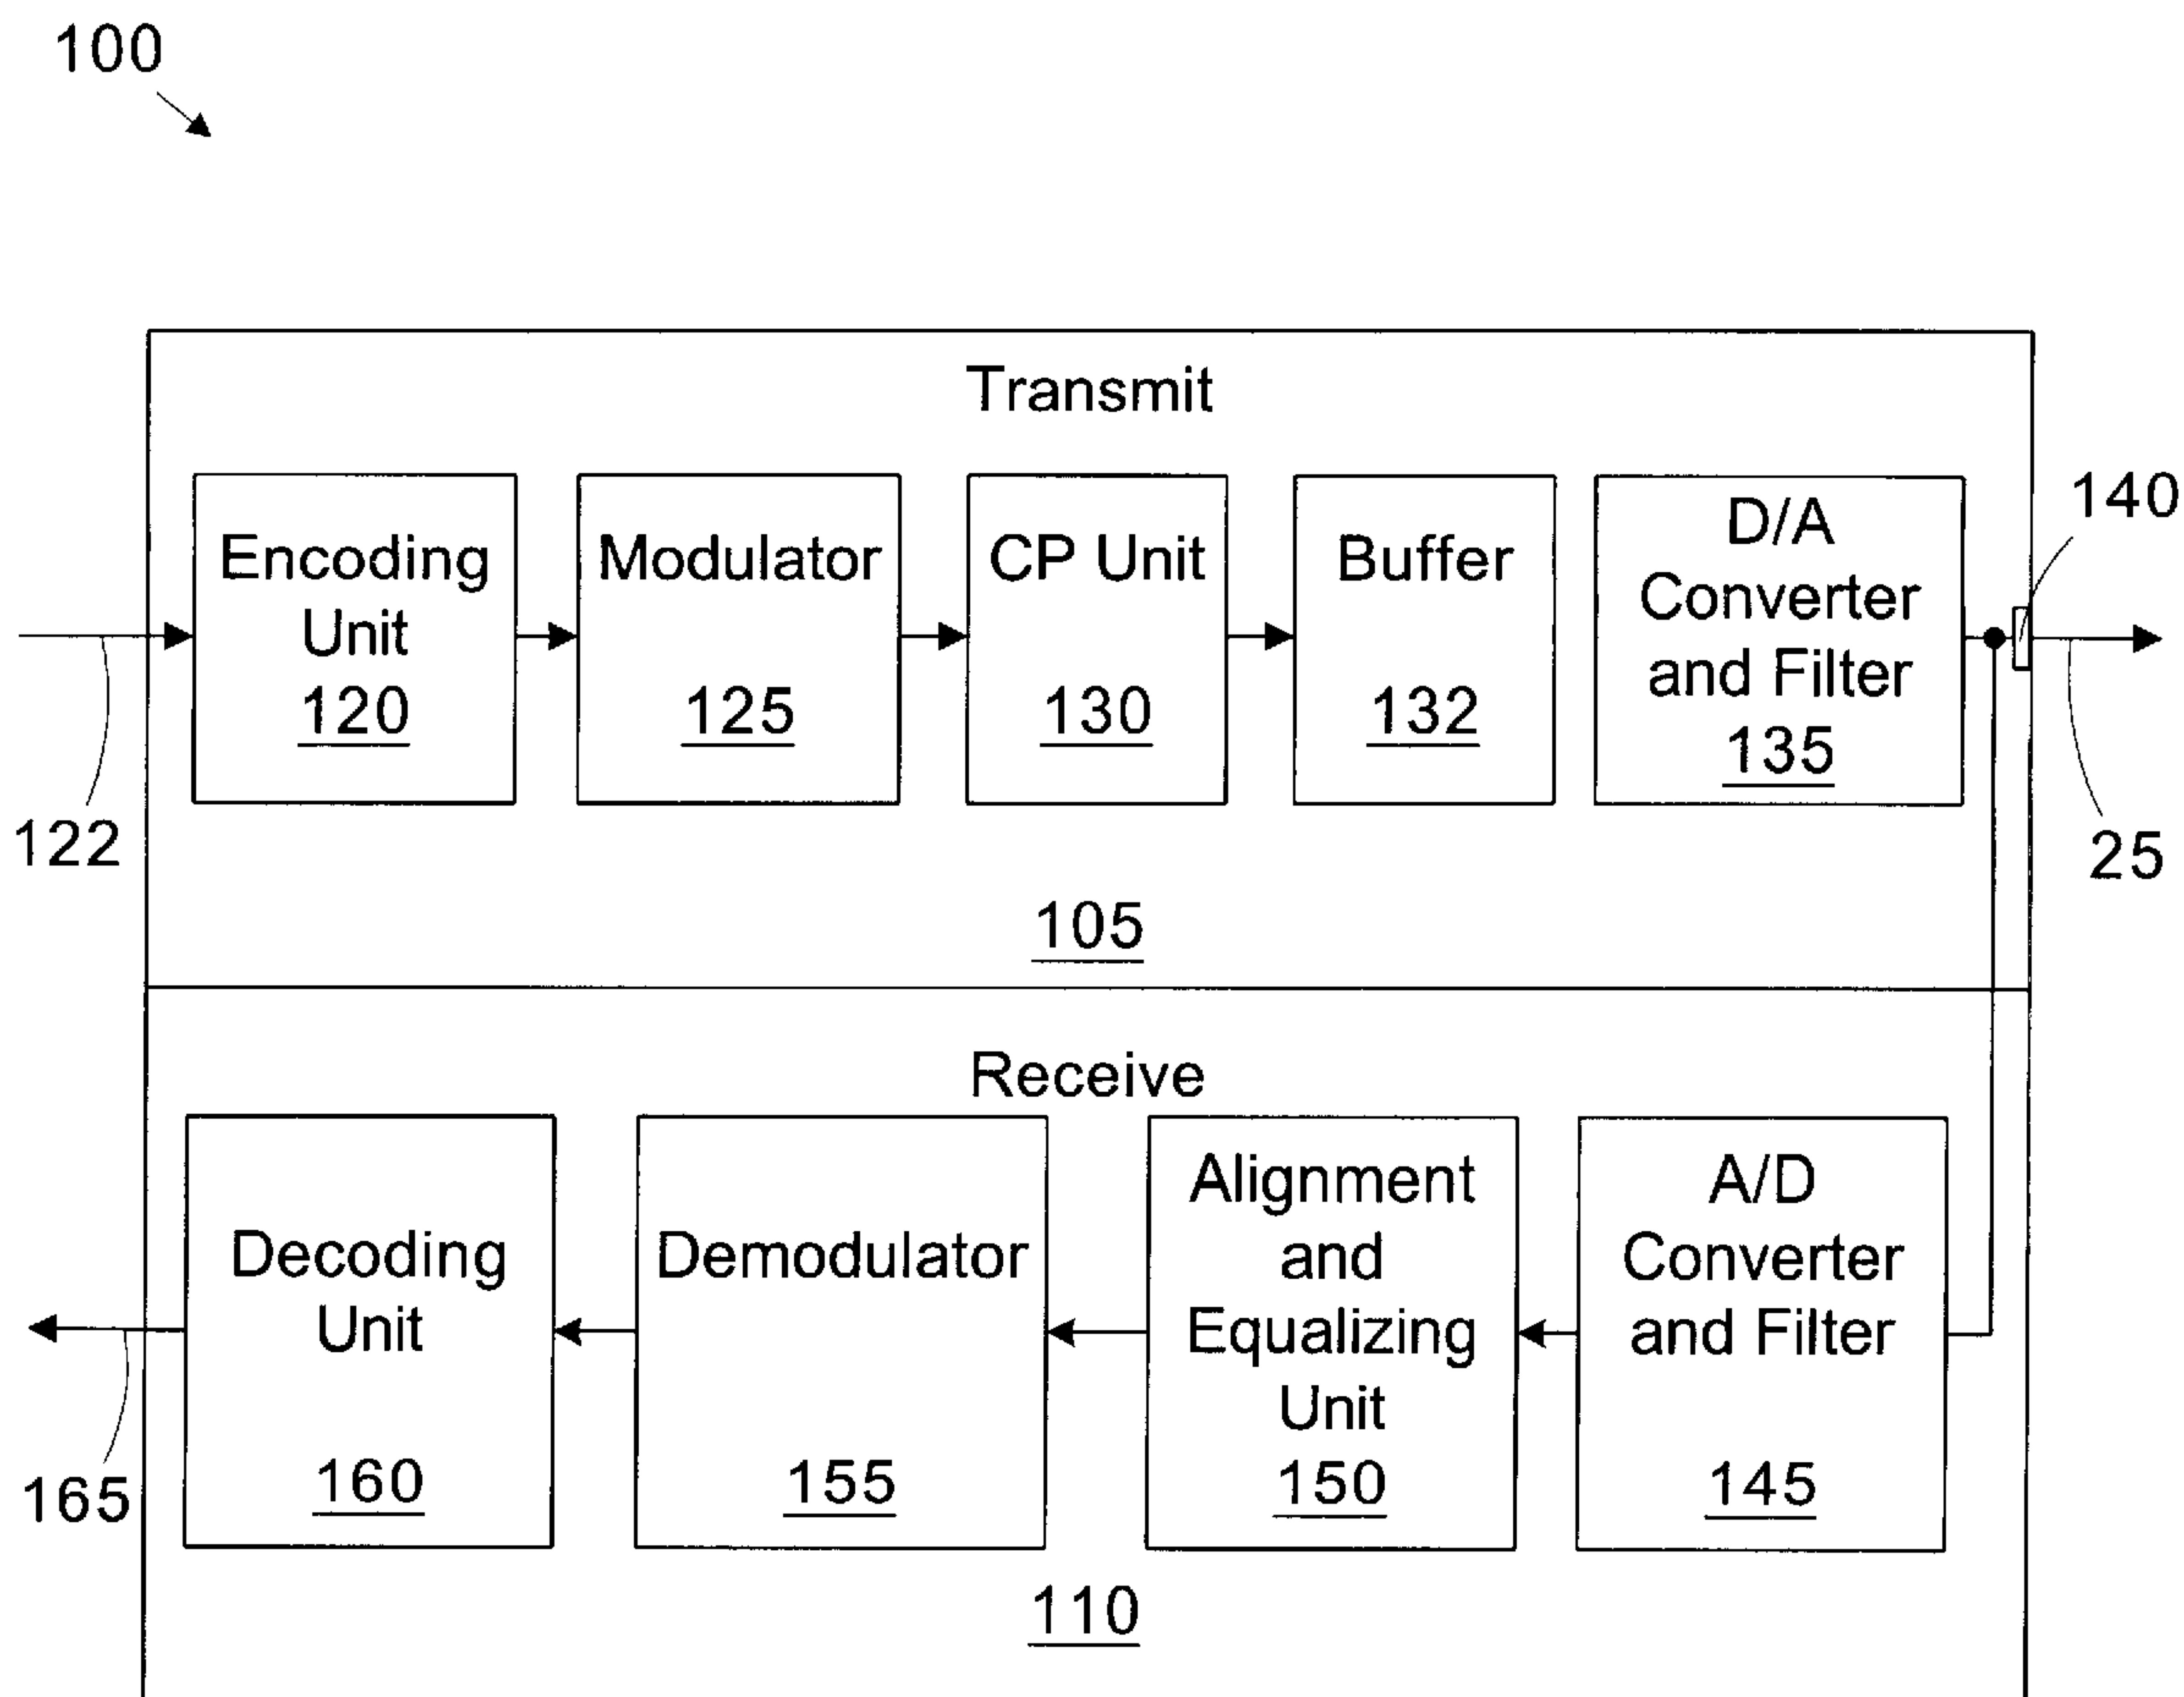 100
Transmit
140
Encoding
Unit
120
Modulator
125
CP Unit
130
Buffer
132
D/A
Converter
and Filter
135
122
25
105
Receive
Decoding
Unit
160
Demodulator
155
Alignment
and
Equalizing
Unit
150
A/D
Converter
and Filter
145
165
110